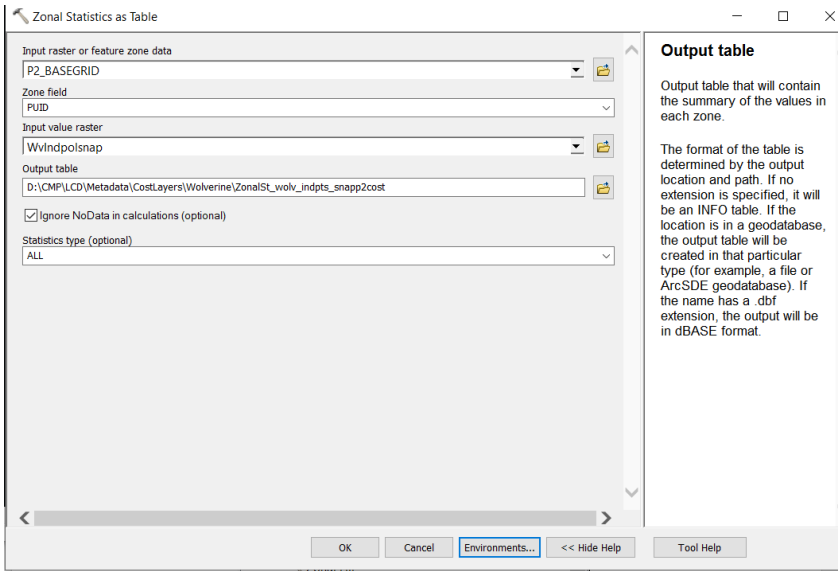 Zonal Statistics as Table
Input raster or feature zone data
P2_BASEGRID
Zone field
PUID
Input value raster
WvIndpolsnap
Output table
D:\CMP\LCD\Metadata\CostLayers\Wolverine\ZonalSt_wolv_indpts_snapp2cost
Ignore NoData in calculations (optional)
Statistics type (optional)
ALL
Output table
Output table that will contain
the summary of the values in
each zone.
The format of the table is
determined by the output
location and path. If no
extension is specified, it will
be an INFO table. If the
location is in a geodatabase,
the output table will be
created in that particular
type (for example, a file or
ArcSDE geodatabase). If
the name has a .dbf
extension, the output will be
in dBASE format.
OK
Cancel
Environments...
<< Hide Help
Tool Help